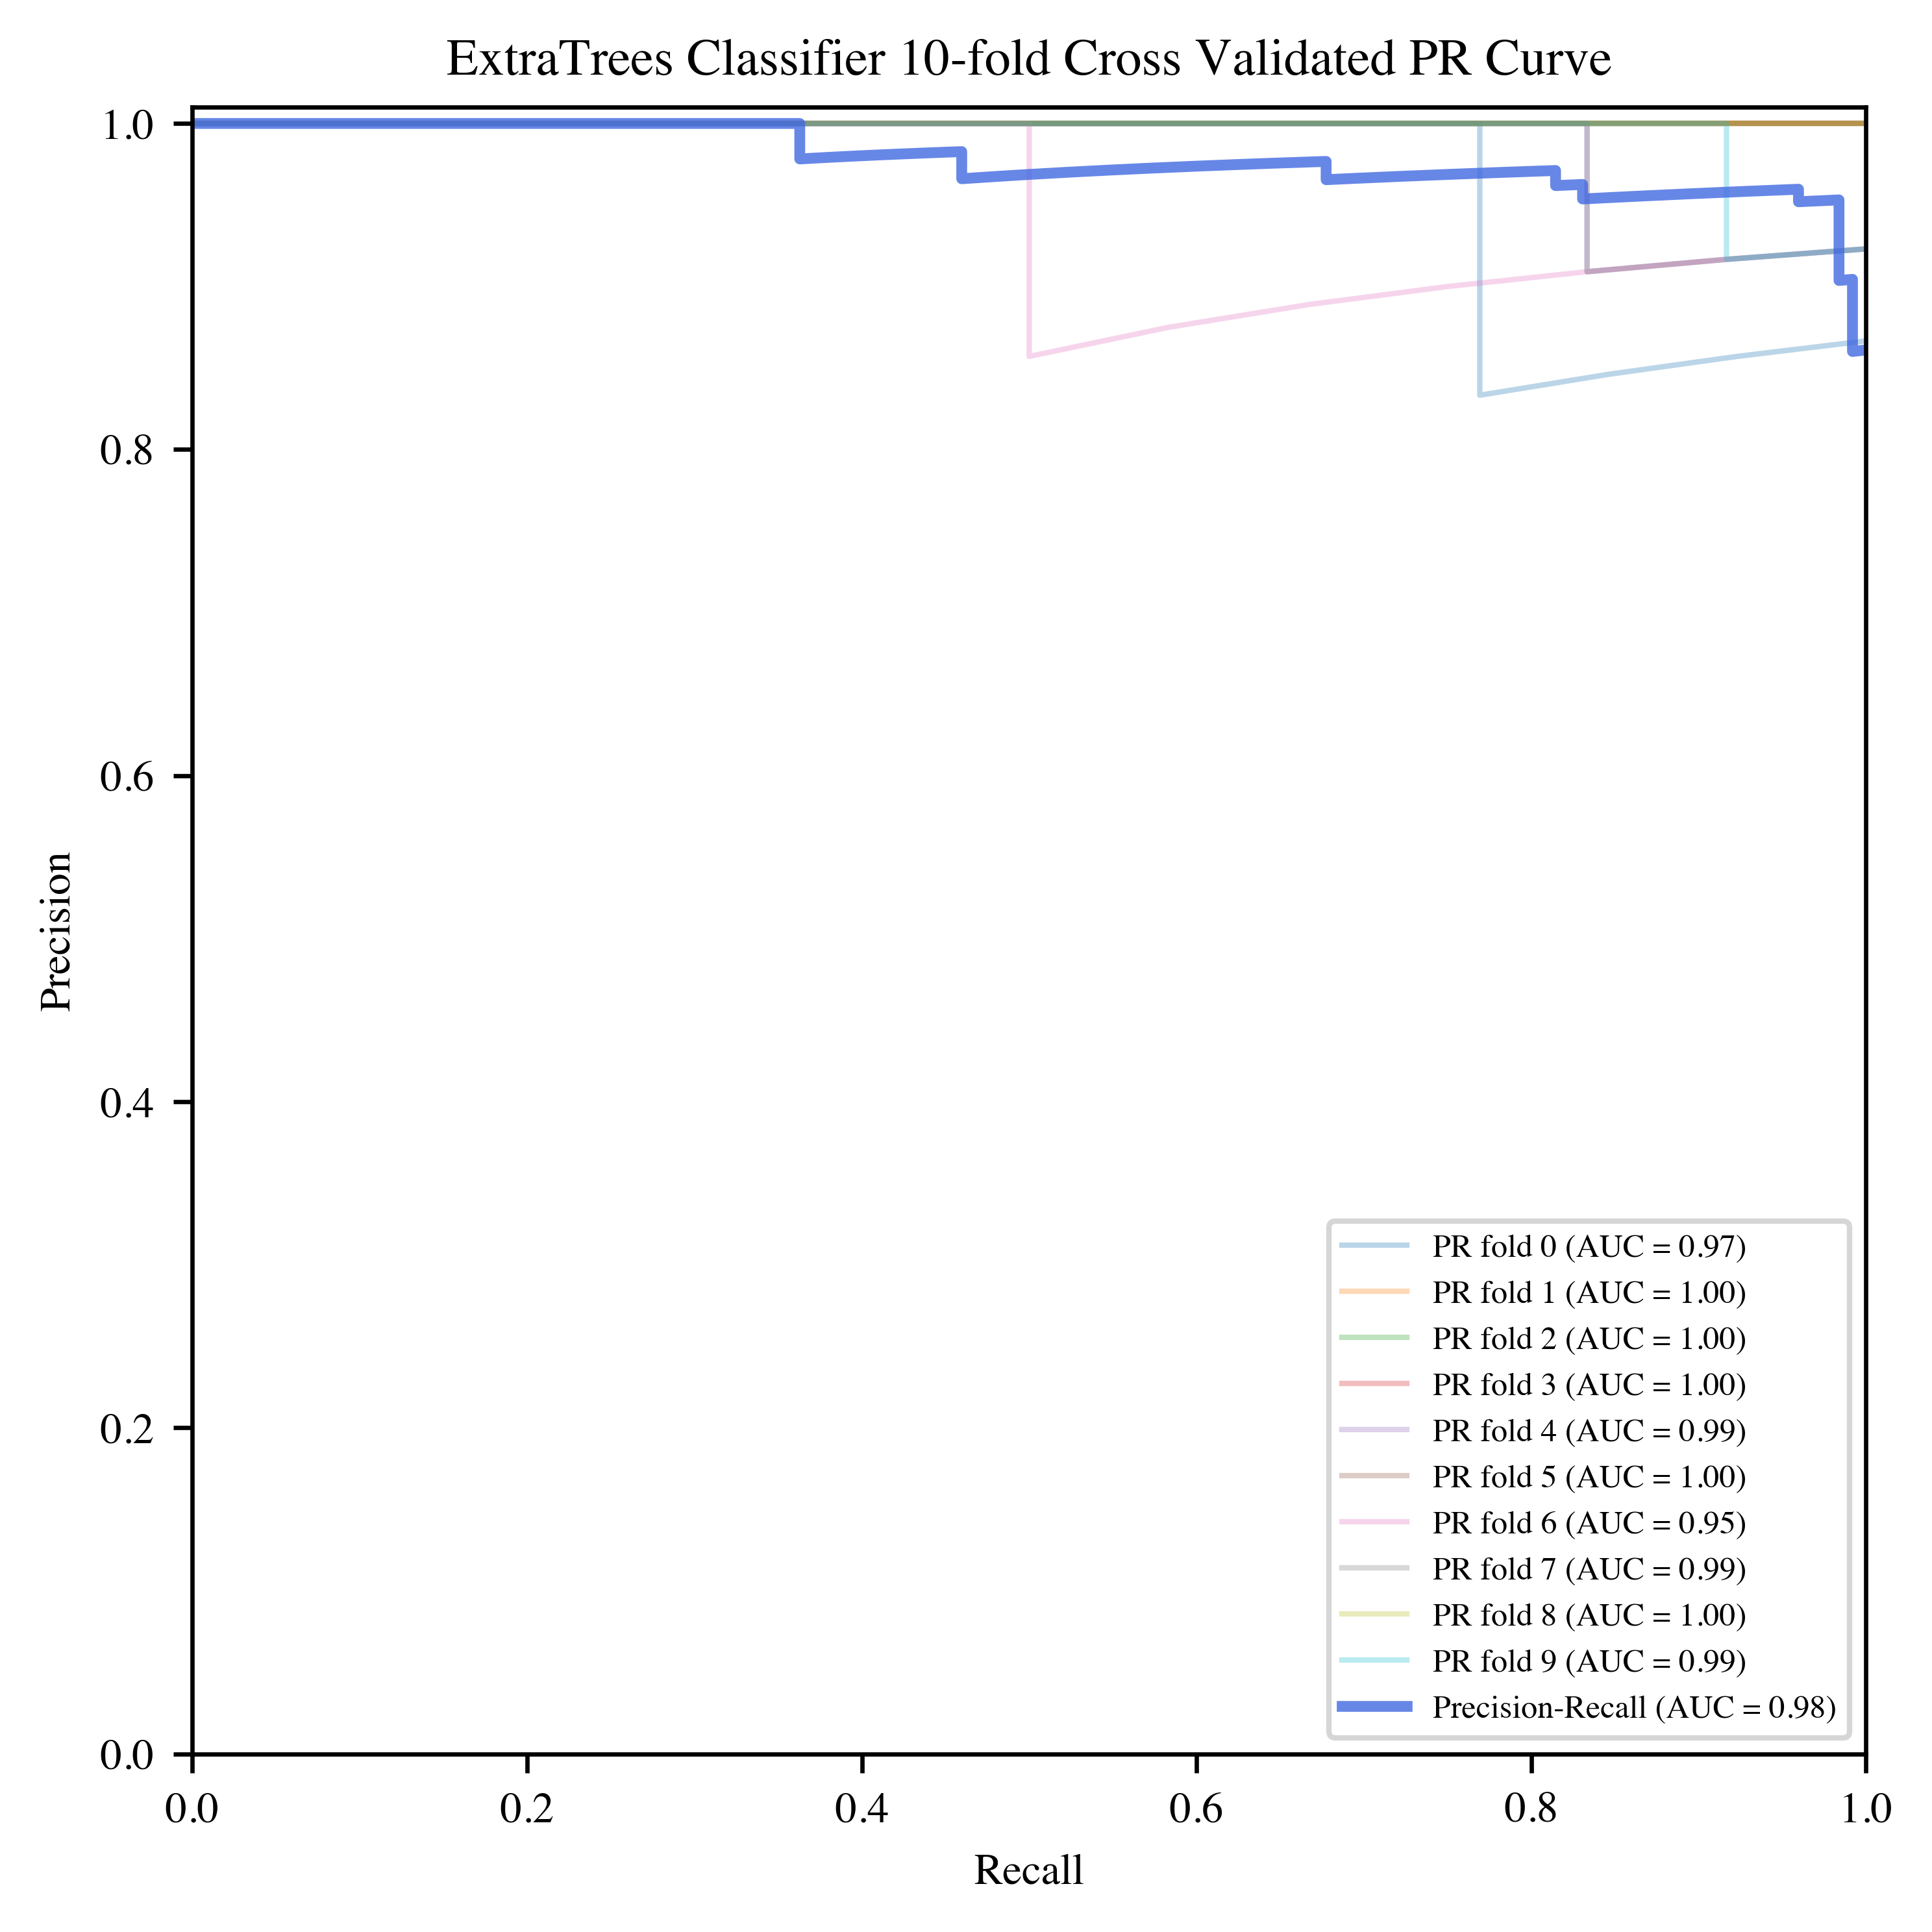 ExtraTrees Classifier 10-fold Cross Validated PR Curve
1.0
0.8
0.6
0.4
0.2
0.0
Precision
PR fold 0 (AUC = 0.97)
PR fold 1 (AUC = 1.00)
PR fold 2 (AUC = 1.00)
PR fold 3 (AUC = 1.00)
PR fold 4 (AUC = 0.99)
PR fold 5 (AUC = 1.00)
PR fold 6 (AUC = 0.95)
PR fold 7 (AUC = 0.99)
PR fold 8 (AUC = 1.00)
PR fold 9 (AUC = 0.99)
Precision-Recall (AUC = 0.98)
0.0 0.2 0.4 0.6 0.8 1.0
Recall